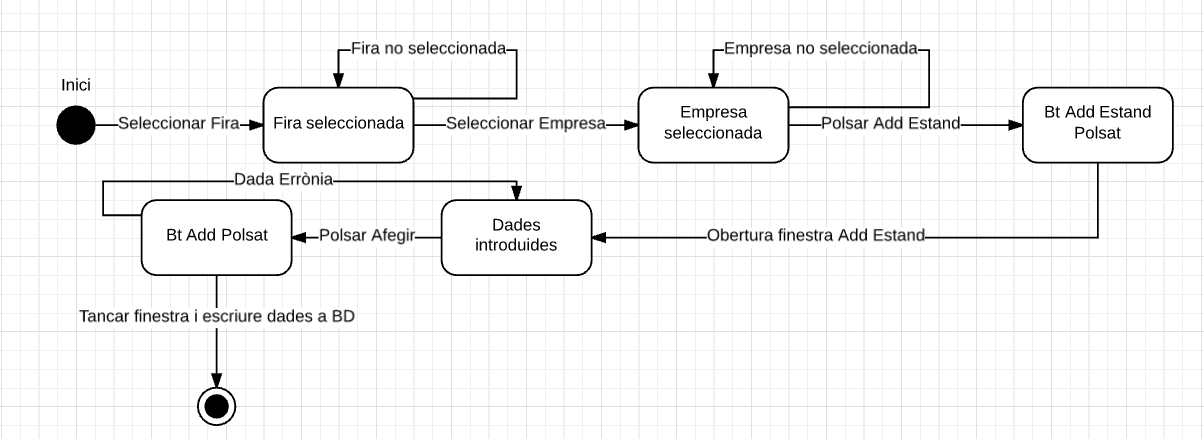 Fira no seleccionada
Empresa no seleccionada
Inici
Seleccionar Fira
Fira seleccionada
Seleccionar Empresa
Empresa
seleccionada
Polsar Add Estand
Bt Add Estand
Polsat
Dada Errònia
Bt Add Polsat
Polsar Afegir
Dades
introduides
Obertura finestra Add Estand
Tancar finestra i escriure dades a BD